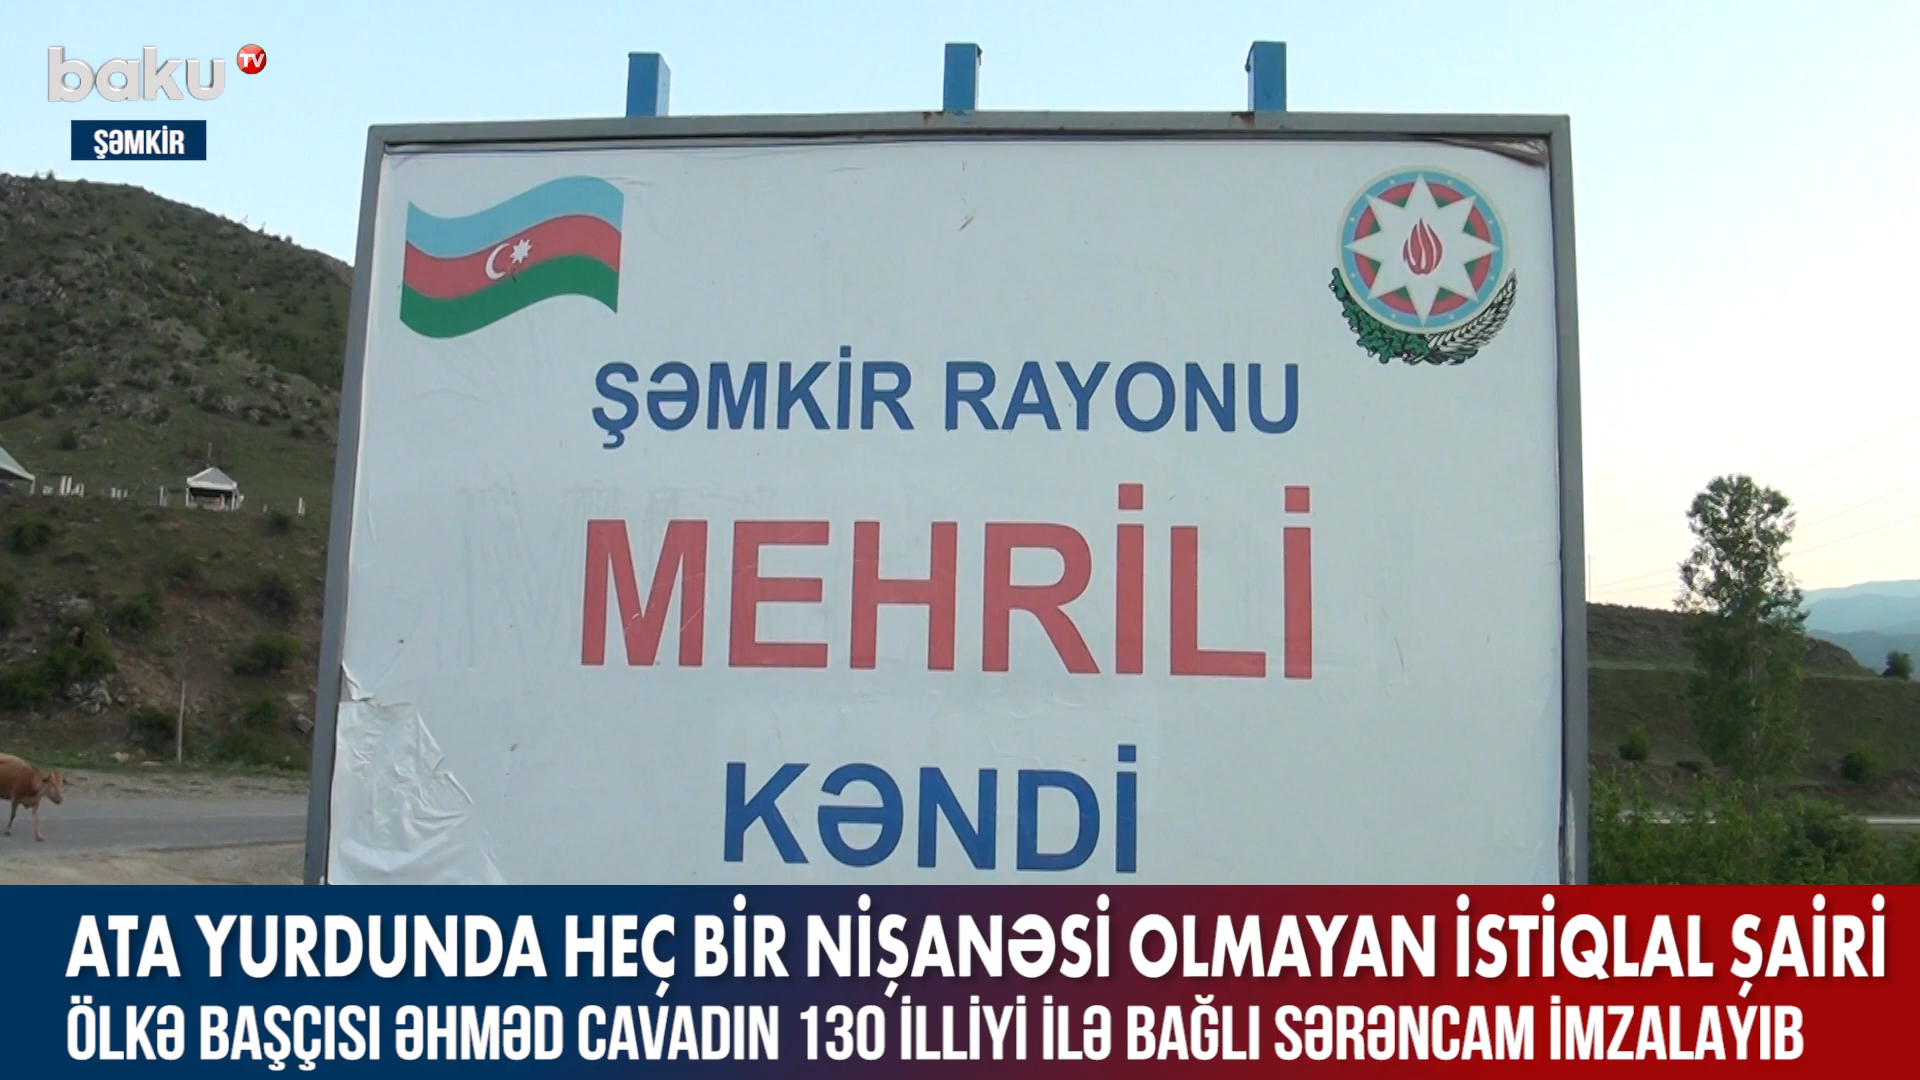 baku TV
ŞƏMKİR
ŞƏMKİR RAYONU
MEHRİLİ
KƏNDİ
ATA YURDUNDA HEÇ BİR NİŞANƏSİ OLMAYAN İSTİQLAL ŞAİRİ
ÖLKƏ BAŞÇISI ƏHMƏD CAVADIN 130 İLLİYİ İLƏ BAĞLI SƏRƏNCAM İMZALAYIB